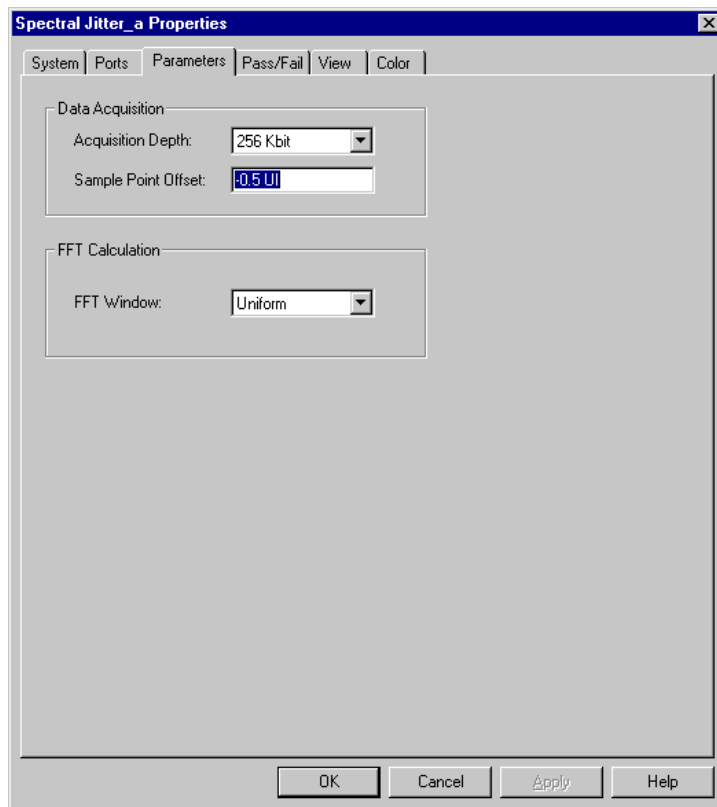 Spectral Jitter_a Properties
System Ports Parameters Pass/Fail View Color
Data Acquisition
Acquisition Depth: 256 Kbit
Sample Point Offset: -0.5 UI
FFT Calculation
FFT Window: Uniform
OK Cancel Apply Help